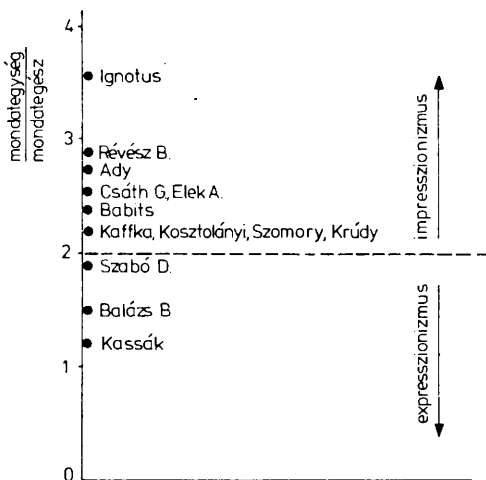 mondategység
mondategész
4
Ignotus
3
Révész B.
Ady
Csáth G., Elek A.
Babits
Kaffka, Kosztolányi, Szomory, Krúdy
2
Szabó D.
Balázs B
Kassák
1
0
impresszionizmus
expresszionizmus